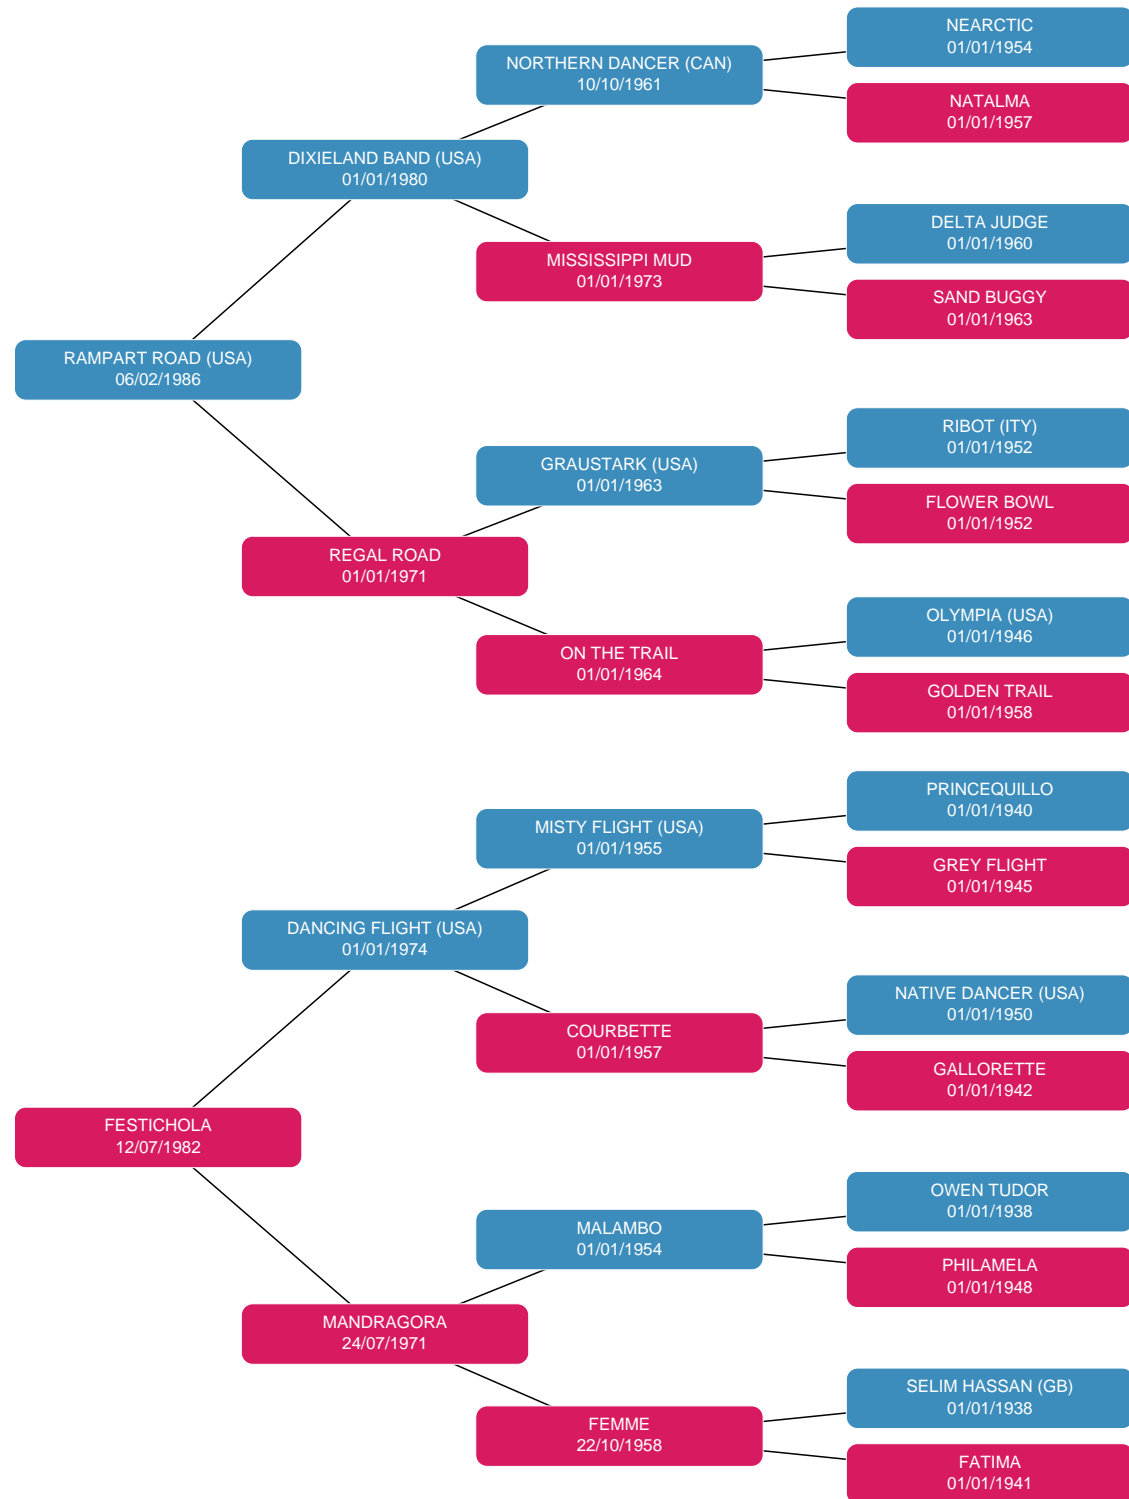 NEARCTIC
01/01/1954
NORTHERN DANCER (CAN)
10/10/1961
NATALMA
01/01/1957
DIXIELAND BAND (USA)
01/01/1980
DELTA JUDGE
01/01/1960
MISSISSIPPI MUD
01/01/1973
SAND BUGGY
01/01/1963
RAMPART ROAD (USA)
06/02/1986
RIBOT (ITY)
01/01/1952
GRAUSTARK (USA)
01/01/1963
FLOWER BOWL
01/01/1952
REGAL ROAD
01/01/1971
OLYMPIA (USA)
01/01/1946
ON THE TRAIL
01/01/1964
GOLDEN TRAIL
01/01/1958
PRINCEQUILLO
01/01/1940
MISTY FLIGHT (USA)
01/01/1955
GREY FLIGHT
01/01/1945
DANCING FLIGHT (USA)
01/01/1974
NATIVE DANCER (USA)
01/01/1950
COURBETTE
01/01/1957
GALLORETTE
01/01/1942
FESTICHOLA
12/07/1982
OWEN TUDOR
01/01/1938
MALAMBO
01/01/1954
PHILAMELA
01/01/1948
MANDRAGORA
24/07/1971
SELIM HASSAN (GB)
01/01/1938
FEMME
22/10/1958
FATIMA
01/01/1941